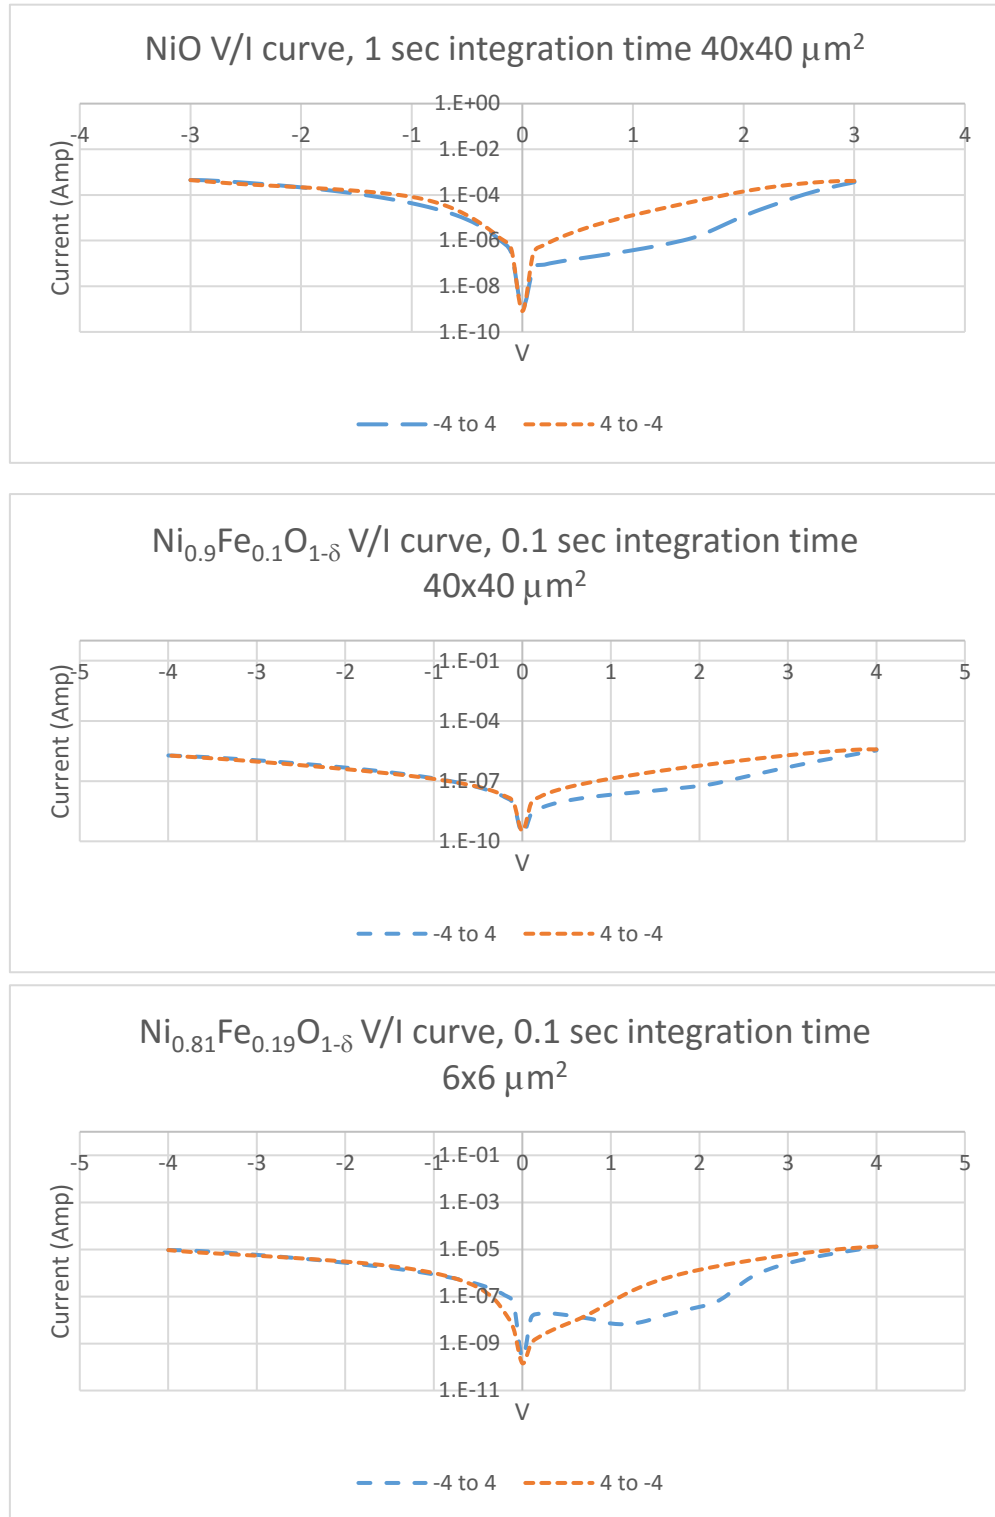 NiO V/I curve, 1 sec integration time 40x40 μm²
1.E+00
-4 -3 -2 -1 0 1 2 3 4
1.E-02
1.E-04
1.E-06
1.E-08
1.E-10
Current (Amp)
V
-4 to 4 4 to -4
Ni₀.₉Fe₀.₁O₁₋δ V/I curve, 0.1 sec integration time
40x40 μm²
-5 -4 -3 -2 -1 0 1 2 3 4 5
1.E-01
1.E-04
1.E-07
1.E-10
Current (Amp)
V
-4 to 4 4 to -4
Ni₀.₈₁Fe₀.₁₉O₁₋δ V/I curve, 0.1 sec integration time
6x6 μm²
-5 -4 -3 -2 -1 0 1 2 3 4 5
1.E-01
1.E-03
1.E-05
1.E-07
1.E-09
1.E-11
Current (Amp)
V
-4 to 4 4 to -4